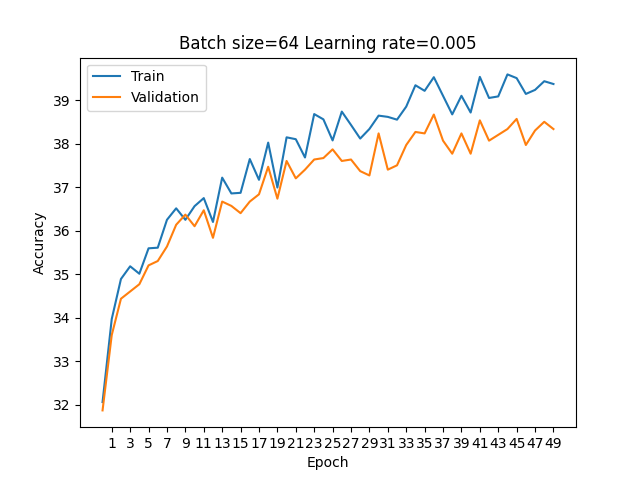 Batch size=64 Learning rate=0.005
Train
Validation
39
38
37
36
35
34
33
32
Accuracy
1 3 5 7 9 11 13 15 17 19 21 23 25 27 29 31 33 35 37 39 41 43 45 47 49
Epoch